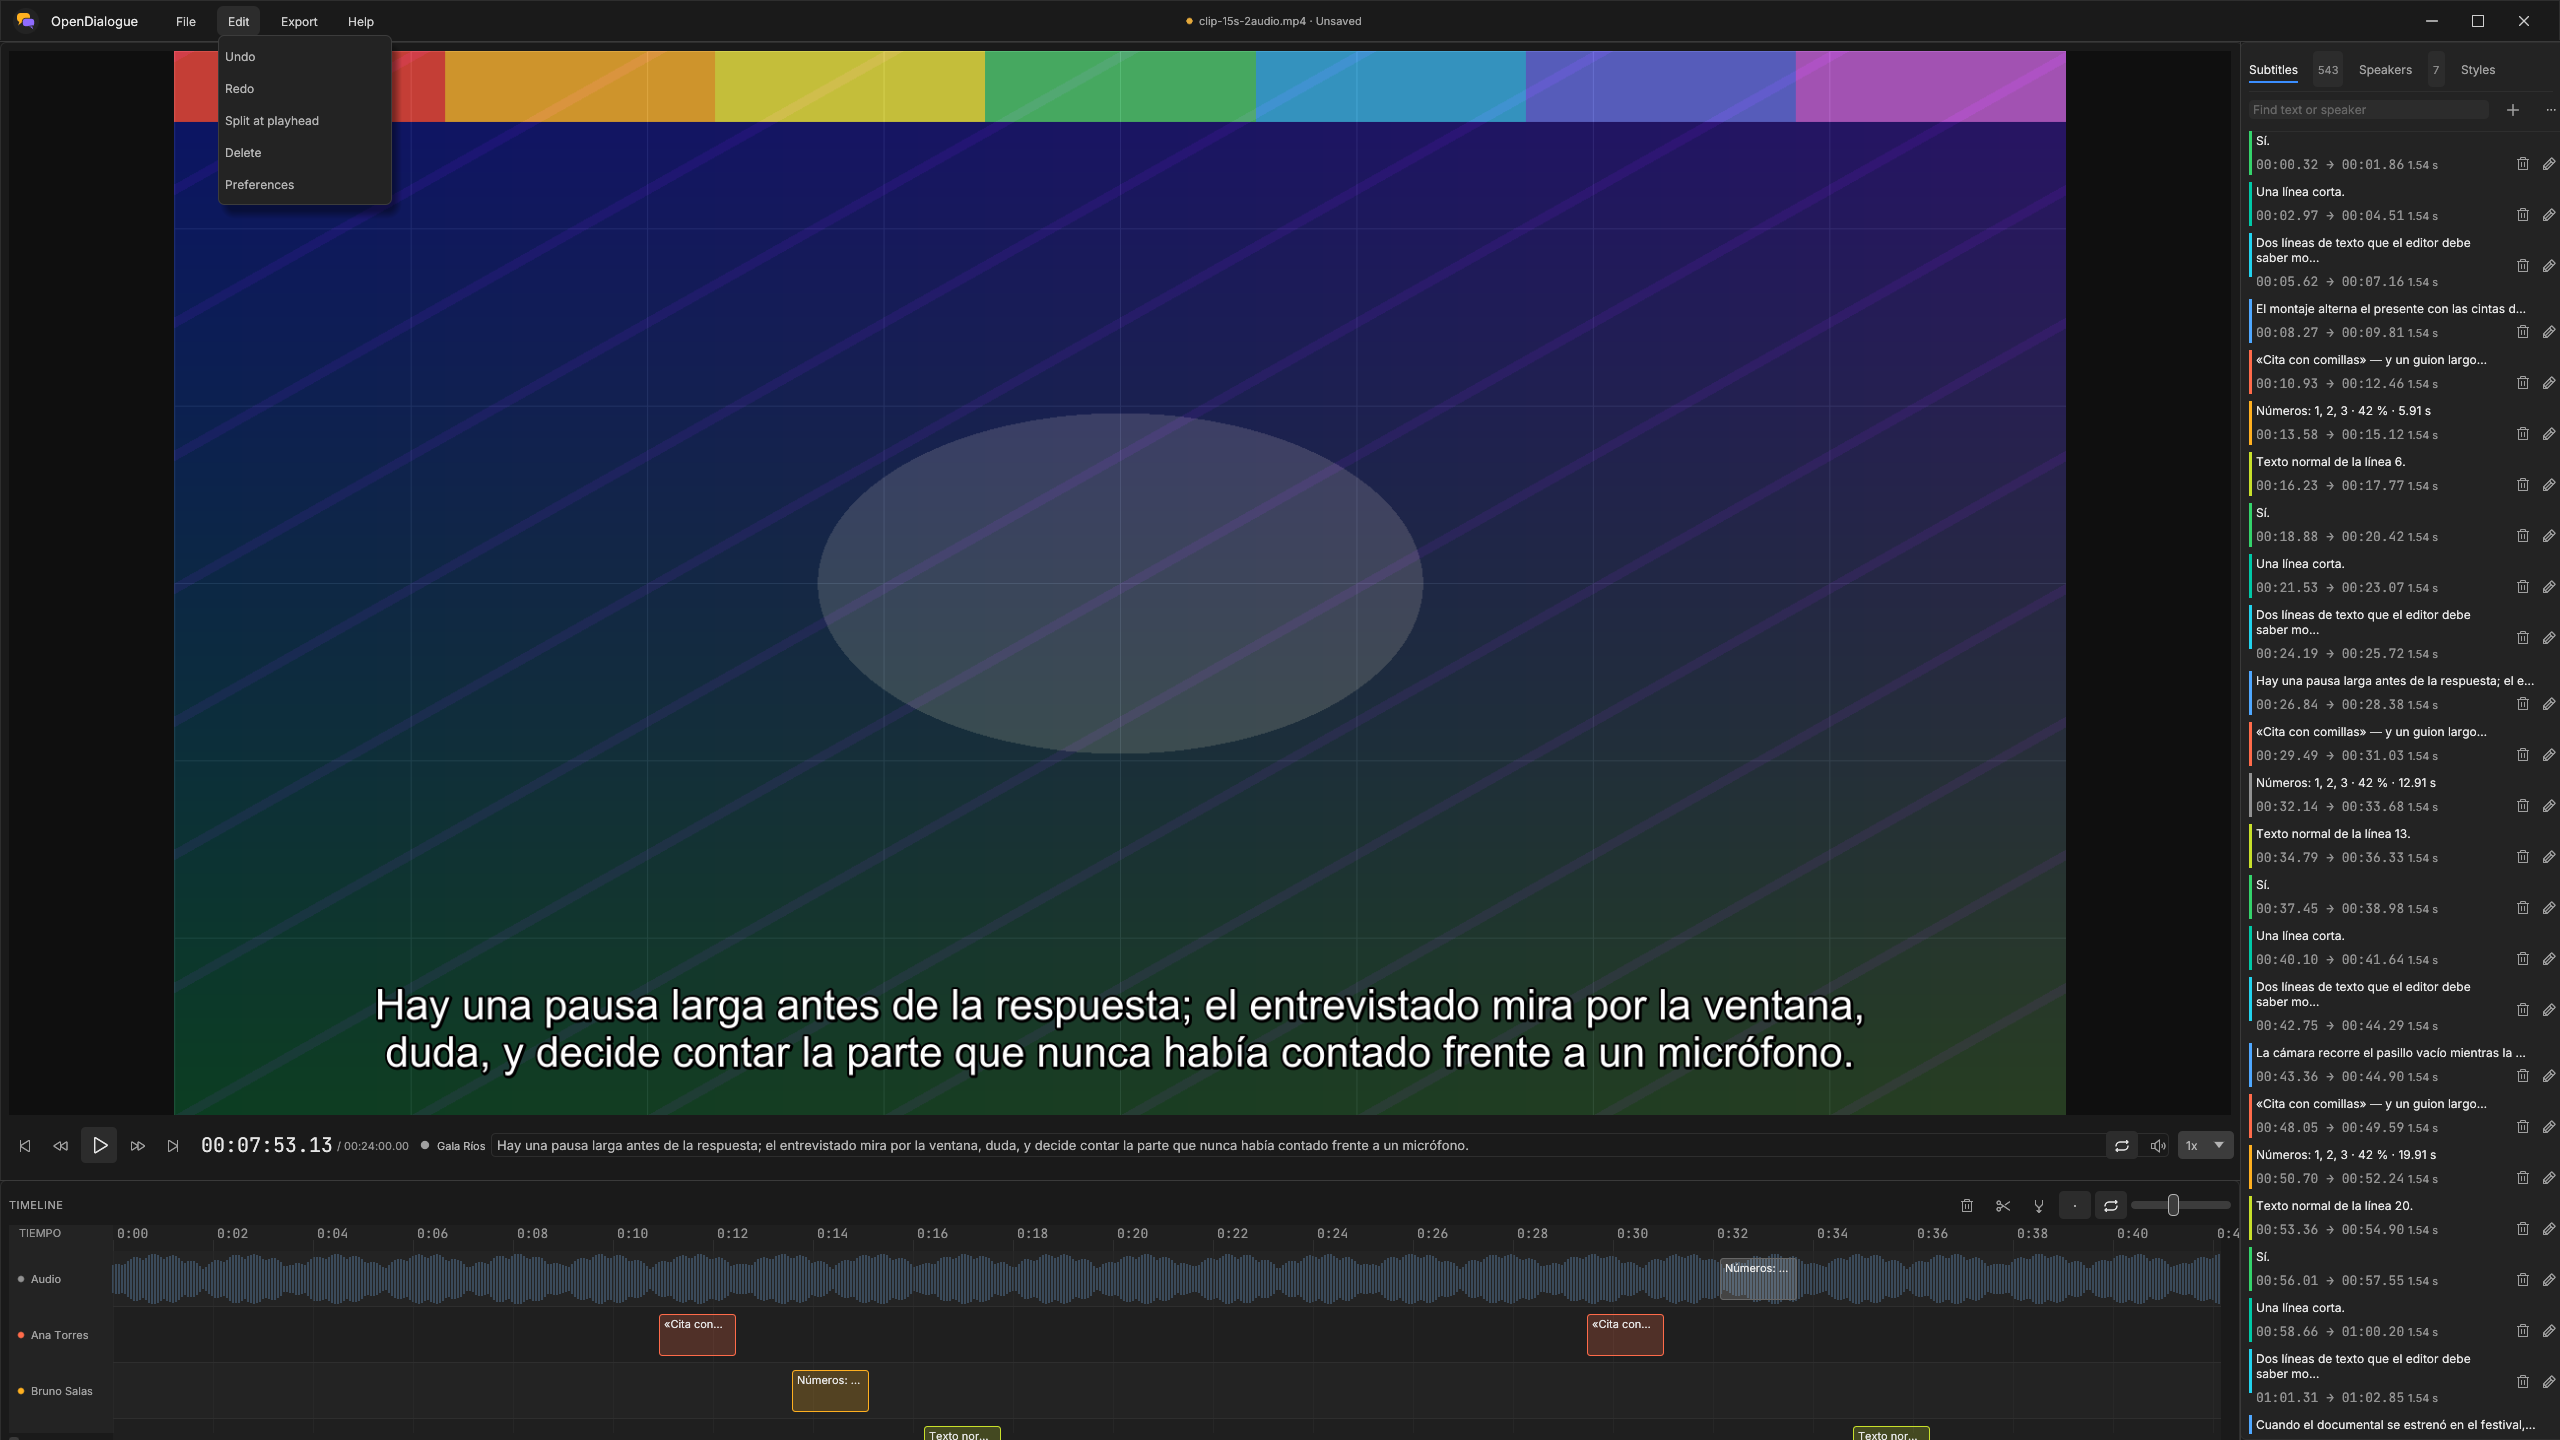 OpenDialogue
File
Edit
Export
Help
clip-15s-2audio.mp4 · Unsaved
Undo
Redo
Split at playhead
Delete
Preferences
Hay una pausa larga antes de la respuesta; el entrevistado mira por la ventana,
duda, y decide contar la parte que nunca había contado frente a un micrófono.
00:07:53.13 / 00:24:00.00
Gala Ríos
Hay una pausa larga antes de la respuesta; el entrevistado mira por la ventana, duda, y decide contar la parte que nunca había contado frente a un micrófono.
1x
Subtitles 543 Speakers 7 Styles
Find text or speaker
Sí.
00:00.32 → 00:01.86 1.54 s
Una línea corta.
00:02.97 → 00:04.51 1.54 s
Dos líneas de texto que el editor debe
saber mo...
00:05.62 → 00:07.16 1.54 s
El montaje alterna el presente con las cintas d...
00:08.27 → 00:09.81 1.54 s
«Cita con comillas» — y un guion largo...
00:10.93 → 00:12.46 1.54 s
Números: 1, 2, 3 · 42 % · 5.91 s
00:13.58 → 00:15.12 1.54 s
Texto normal de la línea 6.
00:16.23 → 00:17.77 1.54 s
Sí.
00:18.88 → 00:20.42 1.54 s
Una línea corta.
00:21.53 → 00:23.07 1.54 s
Dos líneas de texto que el editor debe
saber mo...
00:24.19 → 00:25.72 1.54 s
Hay una pausa larga antes de la respuesta; el e...
00:26.84 → 00:28.38 1.54 s
«Cita con comillas» — y un guion largo...
00:29.49 → 00:31.03 1.54 s
Números: 1, 2, 3 · 42 % · 12.91 s
00:32.14 → 00:33.68 1.54 s
Texto normal de la línea 13.
00:34.79 → 00:36.33 1.54 s
Sí.
00:37.45 → 00:38.98 1.54 s
Una línea corta.
00:40.10 → 00:41.64 1.54 s
Dos líneas de texto que el editor debe
saber mo...
00:42.75 → 00:44.29 1.54 s
La cámara recorre el pasillo vacío mientras la ...
00:43.36 → 00:44.90 1.54 s
«Cita con comillas» — y un guion largo...
00:48.05 → 00:49.59 1.54 s
Números: 1, 2, 3 · 42 % · 19.91 s
00:50.70 → 00:52.24 1.54 s
Texto normal de la línea 20.
00:53.36 → 00:54.90 1.54 s
Sí.
00:56.01 → 00:57.55 1.54 s
Una línea corta.
00:58.66 → 01:00.20 1.54 s
Dos líneas de texto que el editor debe
saber mo...
01:01.31 → 01:02.85 1.54 s
Cuando el documental se estrenó en el festival,...
TIMELINE
TIEMPO
0:00 0:02 0:04 0:06 0:08 0:10 0:12 0:14 0:16 0:18 0:20 0:22 0:24 0:26 0:28 0:30 0:32 0:34 0:36 0:38 0:40 0:4
Audio
Números: ...
Ana Torres
«Cita con...
«Cita con...
Bruno Salas
Números: ...
Texto nor...
Texto nor...